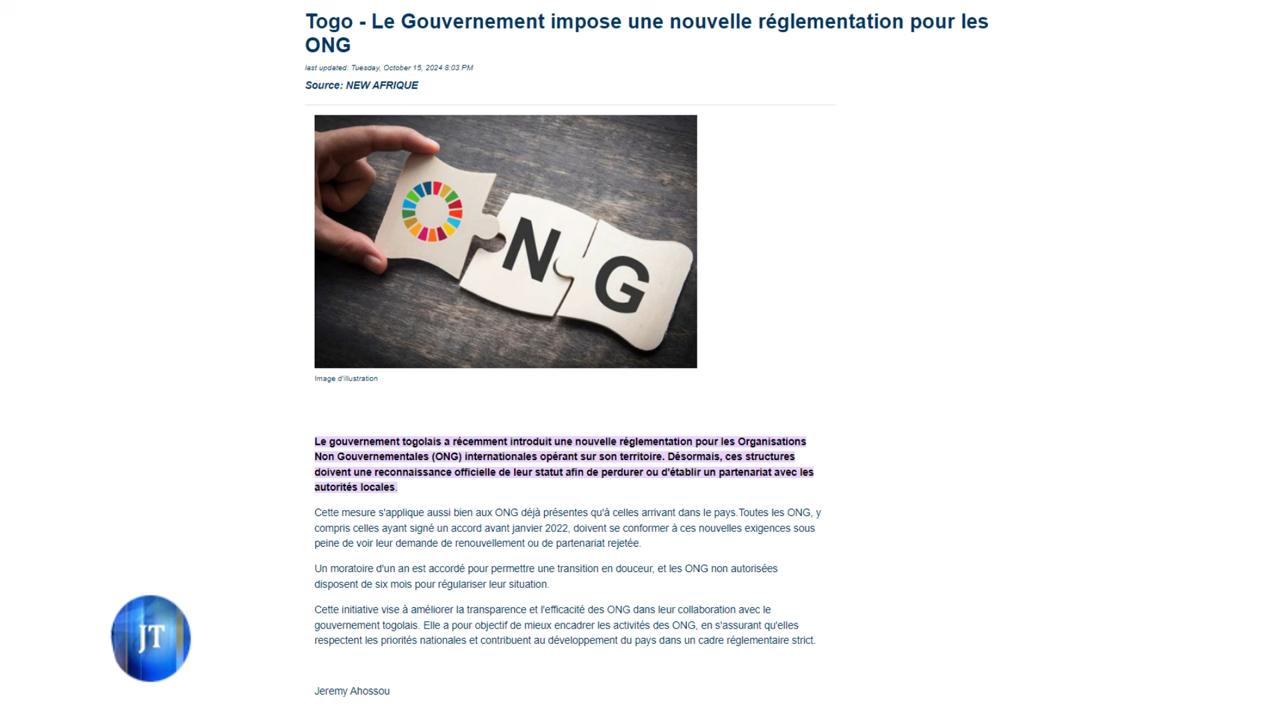 Togo - Le Gouvernement impose une nouvelle réglementation pour les
ONG
last updated: Tuesday, October 15, 2024 8:03 PM
Source: NEW AFRIQUE
N G
Image d'illustration
Le gouvernement togolais a récemment introduit une nouvelle réglementation pour les Organisations
Non Gouvernementales (ONG) internationales opérant sur son territoire. Désormais, ces structures
doivent une reconnaissance officielle de leur statut afin de perdurer ou d'établir un partenariat avec les
autorités locales.
Cette mesure s'applique aussi bien aux ONG déjà présentes qu'à celles arrivant dans le pays.Toutes les ONG, y
compris celles ayant signé un accord avant janvier 2022, doivent se conformer à ces nouvelles exigences sous
peine de voir leur demande de renouvellement ou de partenariat rejetée.
Un moratoire d'un an est accordé pour permettre une transition en douceur, et les ONG non autorisées
disposent de six mois pour régulariser leur situation.
Cette initiative vise à améliorer la transparence et l'efficacité des ONG dans leur collaboration avec le
gouvernement togolais. Elle a pour objectif de mieux encadrer les activités des ONG, en s'assurant qu'elles
respectent les priorités nationales et contribuent au développement du pays dans un cadre réglementaire strict.
JT
Jeremy Ahossou